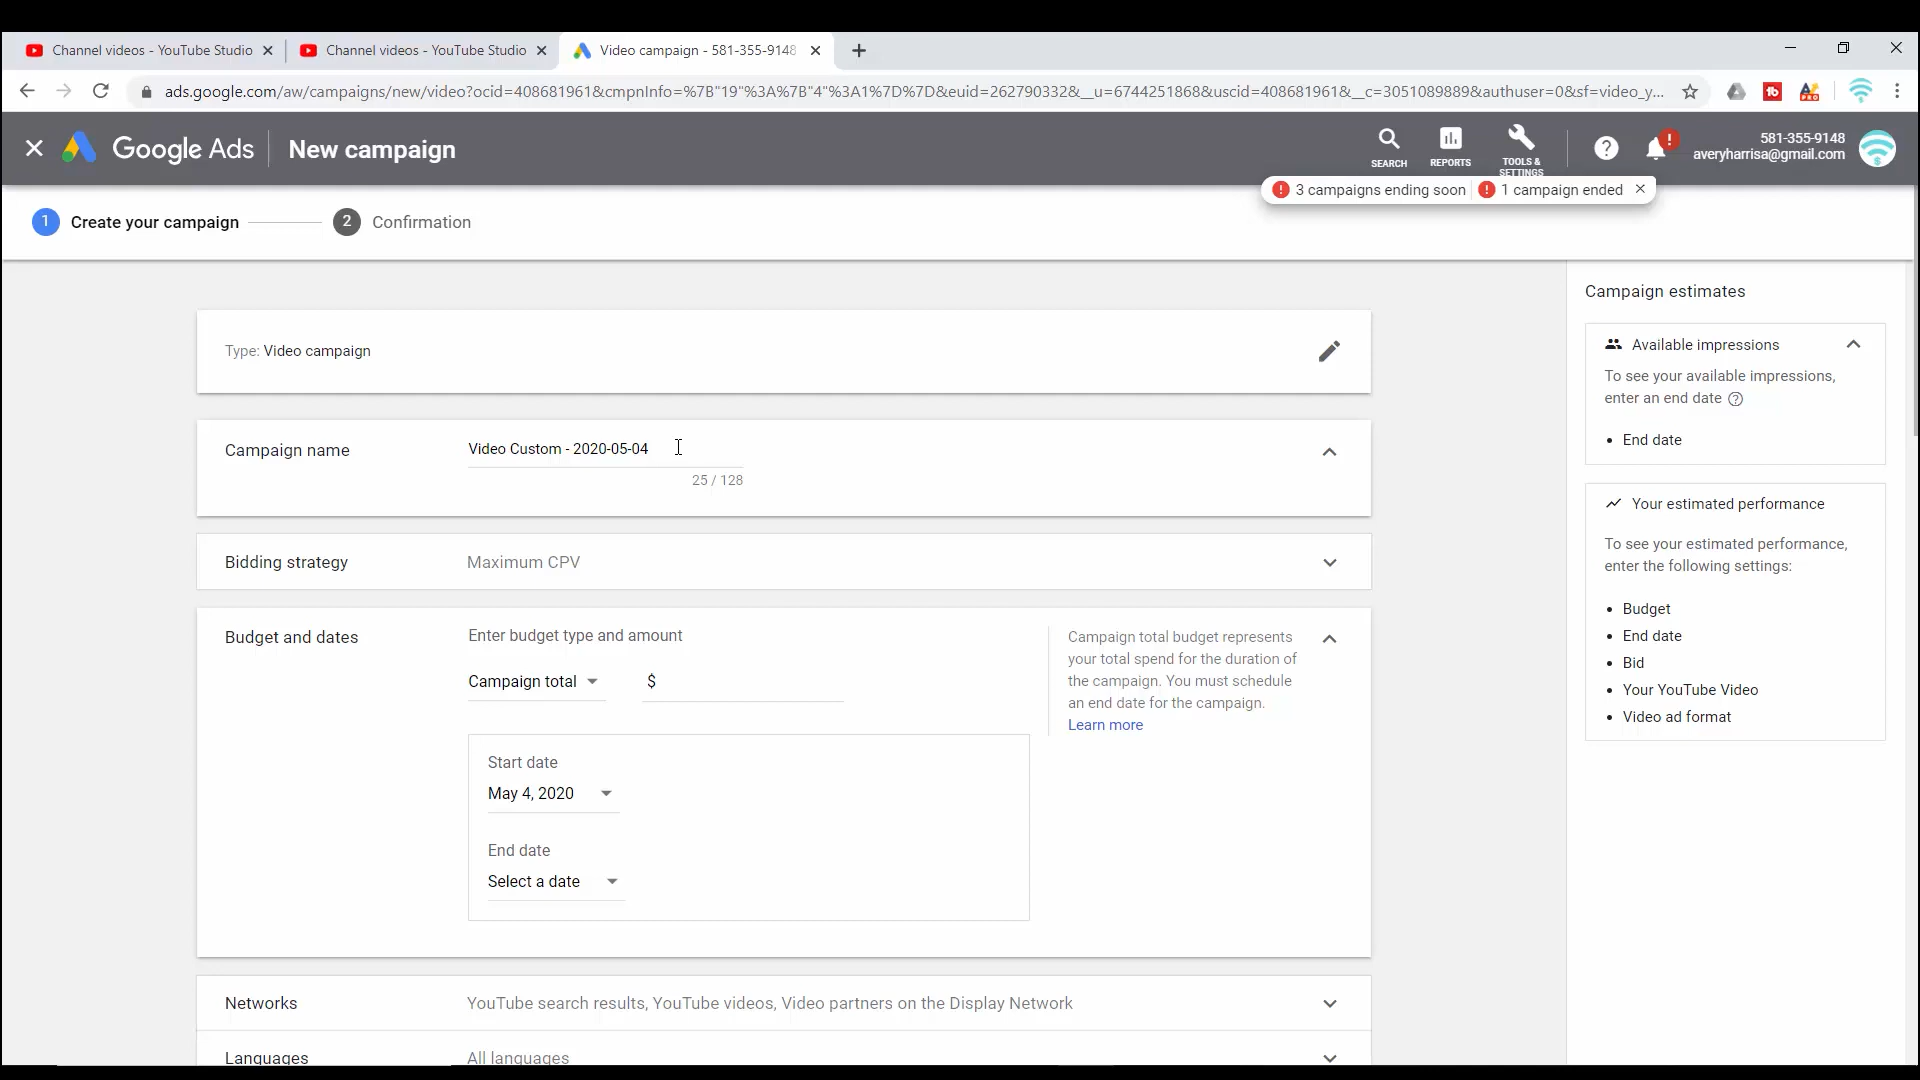 Channel videos - YouTube Studio
Channel videos - YouTube Studio
Video campaign - 581-355-9148
ads.google.com/aw/campaigns/new/video?ocid=408681961&cmpnInfo=%7B"19"%3A%7B"4"%3A1%7D%7D&euid=262790332&__u=6744251868&uscid=408681961&__c=3051089889&authuser=0&sf=video_y...
Google Ads
New campaign
SEARCH
REPORTS
TOOLS &
SETTINGS
581-355-9148
averyharrisa@gmail.com
3 campaigns ending soon
1 campaign ended
1 Create your campaign
2 Confirmation
Type: Video campaign
Campaign name
Video Custom - 2020-05-04
25 / 128
Bidding strategy
Maximum CPV
Budget and dates
Enter budget type and amount
Campaign total
$
Campaign total budget represents
your total spend for the duration of
the campaign. You must schedule
an end date for the campaign.
Learn more
Start date
May 4, 2020
End date
Select a date
Networks
YouTube search results, YouTube videos, Video partners on the Display Network
Languages
All languages
Campaign estimates
Available impressions
To see your available impressions,
enter an end date
• End date
Your estimated performance
To see your estimated performance,
enter the following settings:
• Budget
• End date
• Bid
• Your YouTube Video
• Video ad format